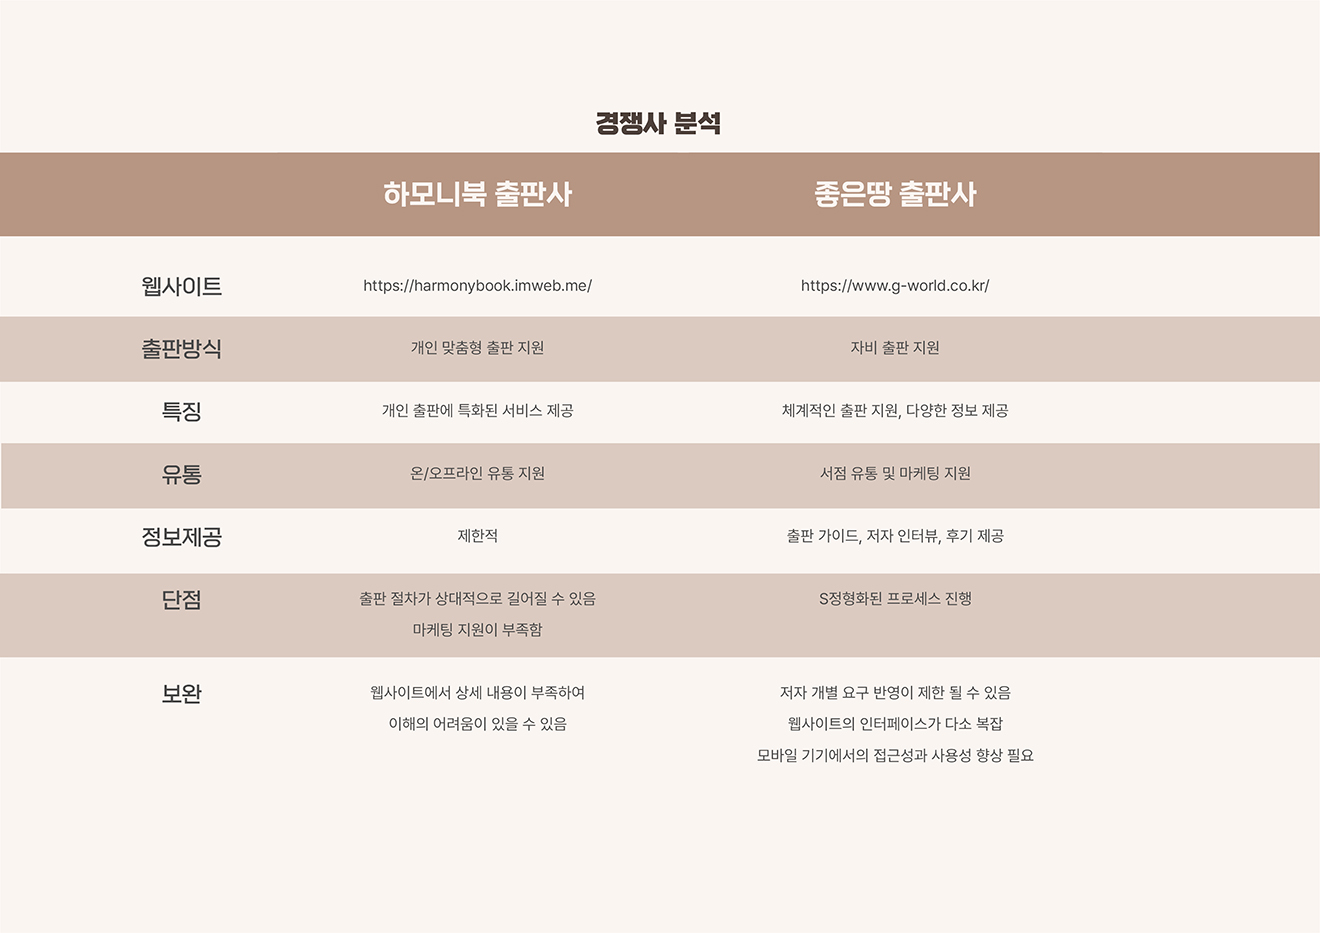 경쟁사 분석
하모니북 출판사 좋은땅 출판사
웹사이트 https://harmonybook.imweb.me/ https://www.g-world.co.kr/
출판방식 개인 맞춤형 출판 지원 자비 출판 지원
특징 개인 출판에 특화된 서비스 제공 체계적인 출판 지원, 다양한 정보 제공
유통 온/오프라인 유통 지원 서점 유통 및 마케팅 지원
정보제공 제한적 출판 가이드, 저자 인터뷰, 후기 제공
단점 출판 절차가 상대적으로 길어질 수 있음 S정형화된 프로세스 진행
마케팅 지원이 부족함
보완 웹사이트에서 상세 내용이 부족하여 저자 개별 요구 반영이 제한 될 수 있음
이해의 어려움이 있을 수 있음 웹사이트의 인터페이스가 다소 복잡
모바일 기기에서의 접근성과 사용성 향상 필요